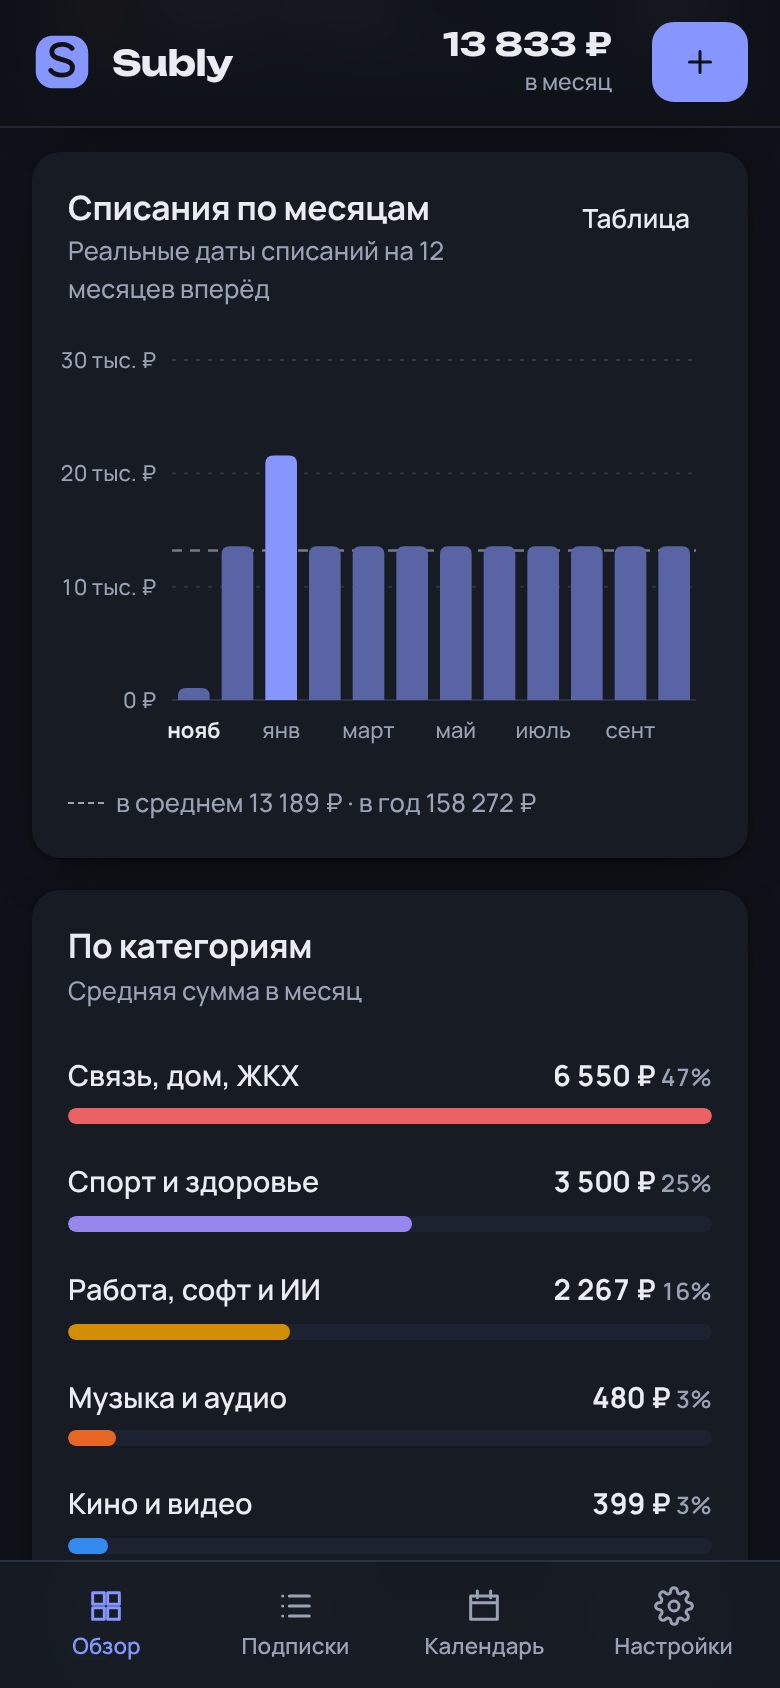 S Subly
13 833 ₽
в месяц
Списания по месяцам
Таблица
Реальные даты списаний на 12
месяцев вперёд
30 тыс. ₽
20 тыс. ₽
10 тыс. ₽
0 ₽
нояб янв март май июль сент
в среднем 13 189 ₽ · в год 158 272 ₽
По категориям
Средняя сумма в месяц
Связь, дом, ЖКХ 6 550 ₽ 47%
Спорт и здоровье 3 500 ₽ 25%
Работа, софт и ИИ 2 267 ₽ 16%
Музыка и аудио 480 ₽ 3%
Кино и видео 399 ₽ 3%
Обзор Подписки Календарь Настройки